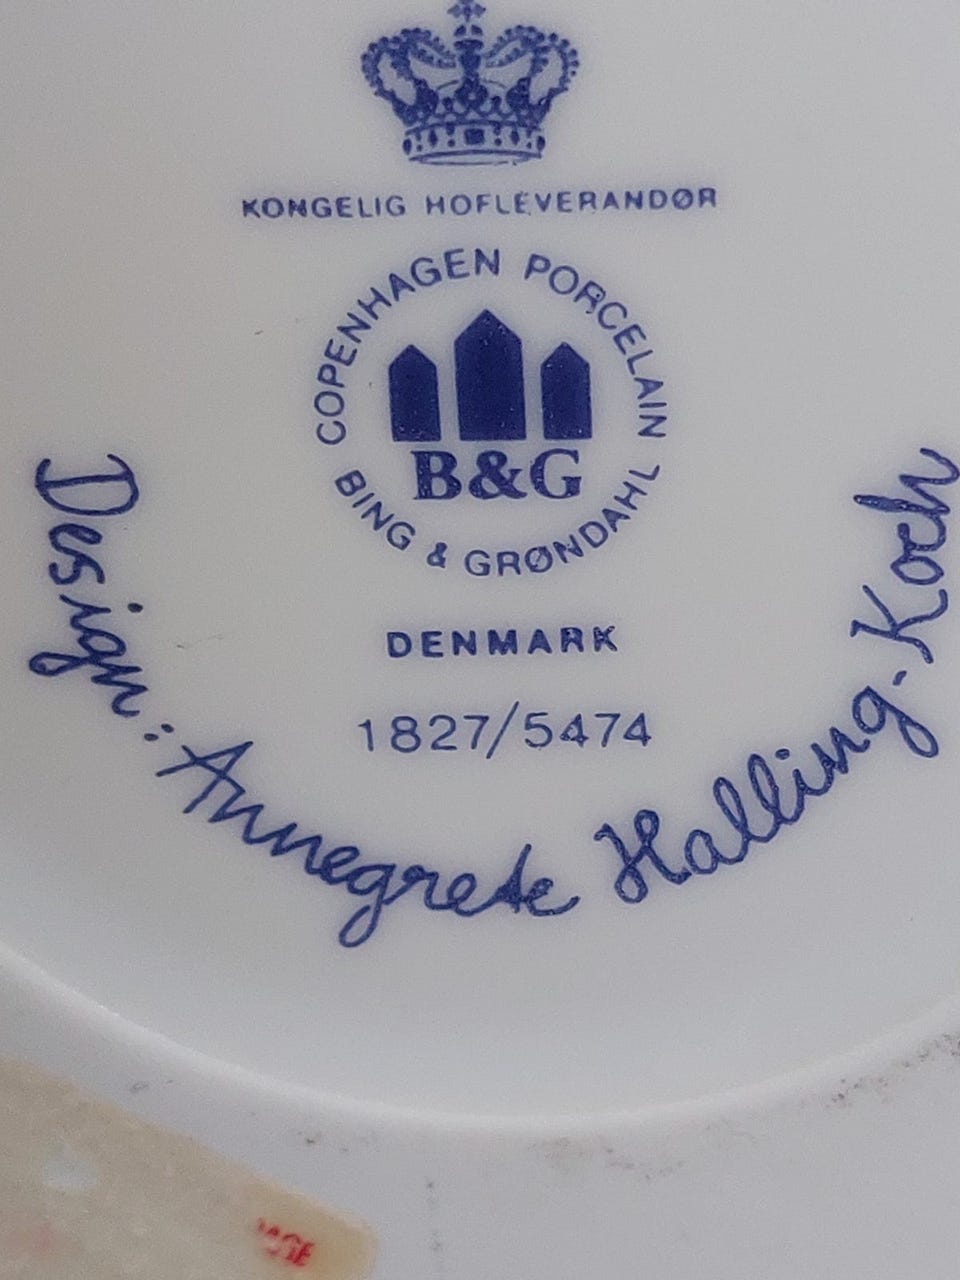 KONGELIG HOFLEVERANDØR
COPENHAGEN PORCELAIN
B&G
BING & GRØNDAHL
DENMARK
1827/5474
Design: Annegrete Halling-Koch